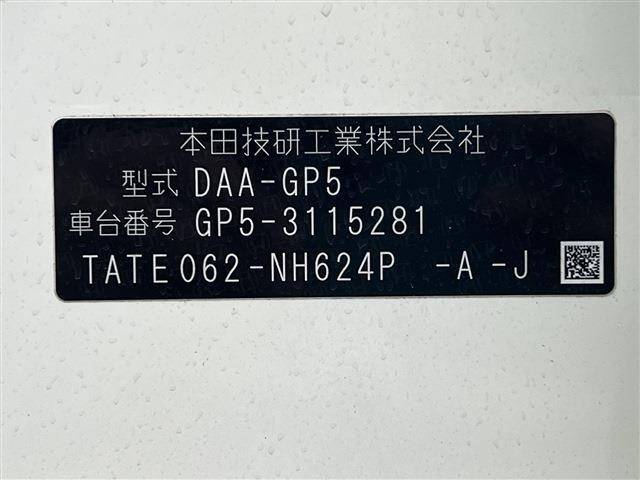 本田技研工業株式会社
型式 DAA-GP5
車台番号 GP5-3115281
TATE062-NH624P -A -J